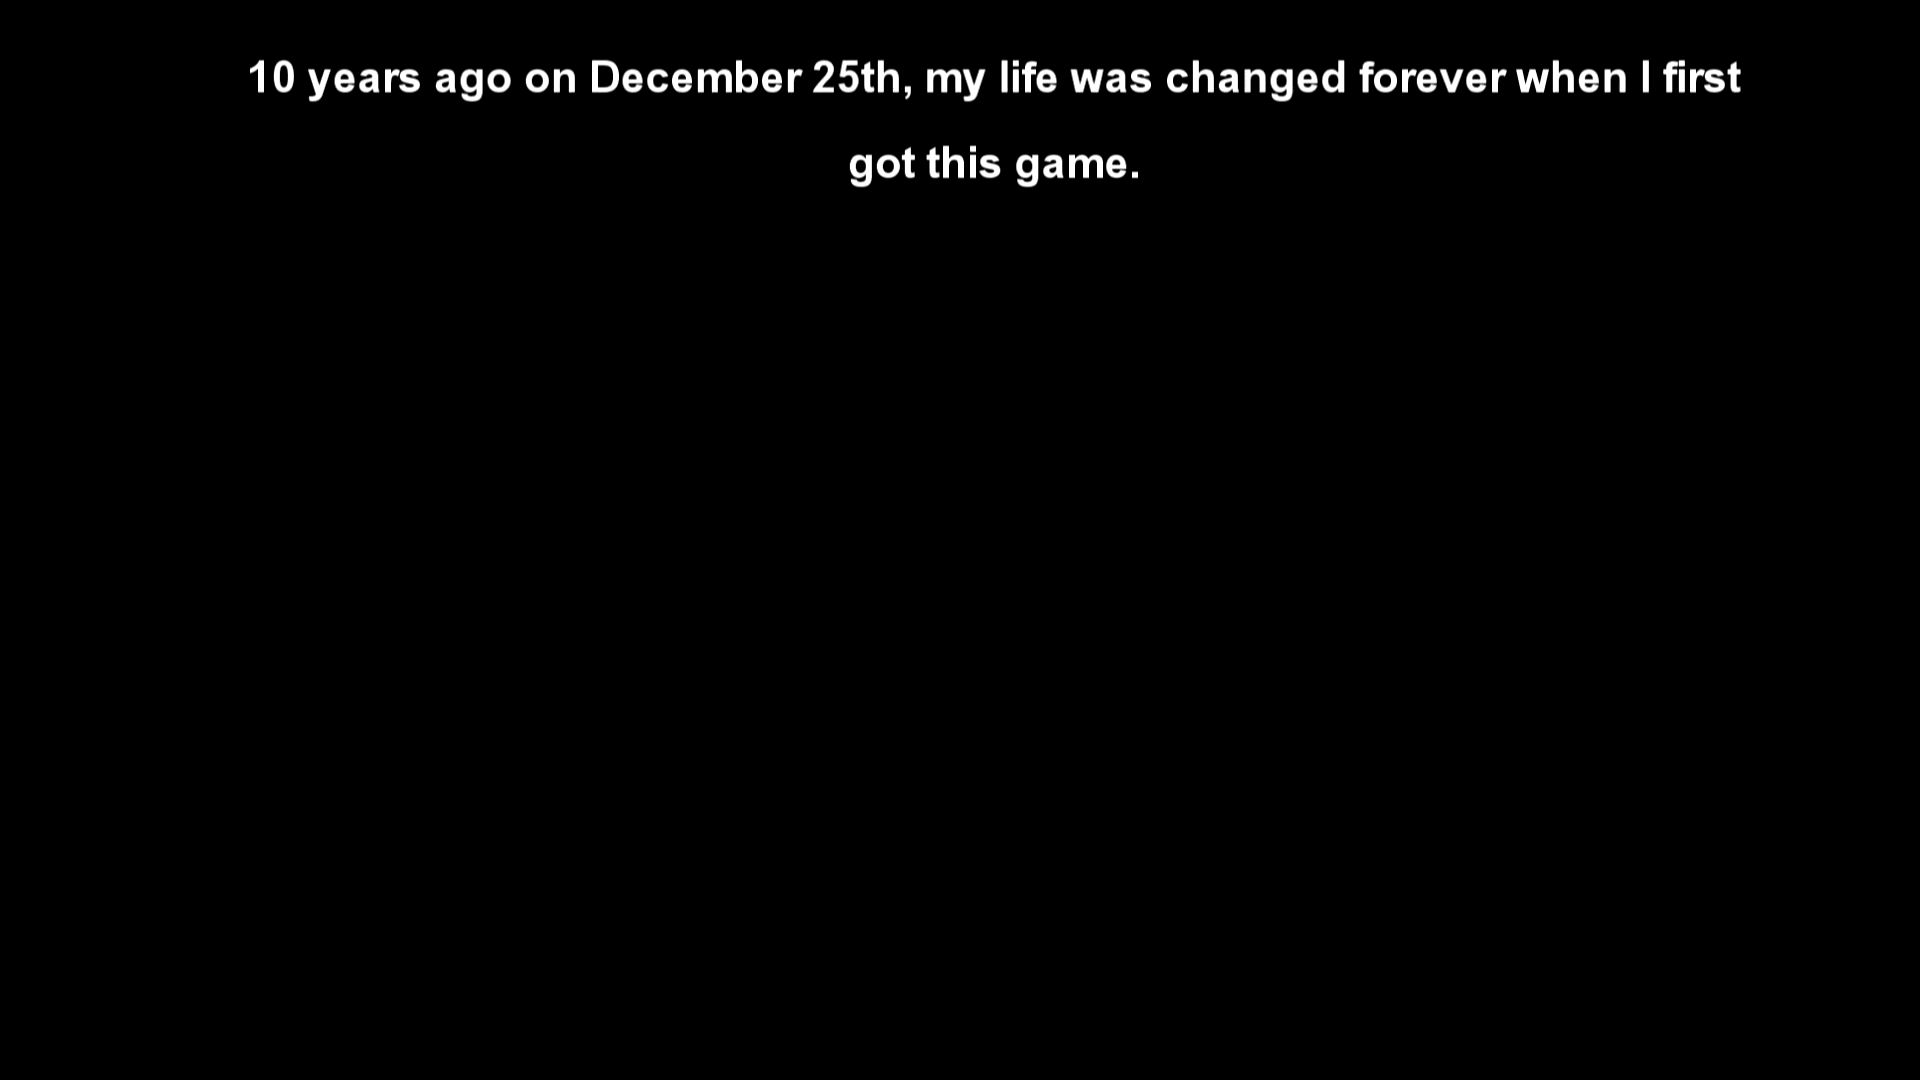 10 years ago on December 25th, my life was changed forever when I first
got this game.